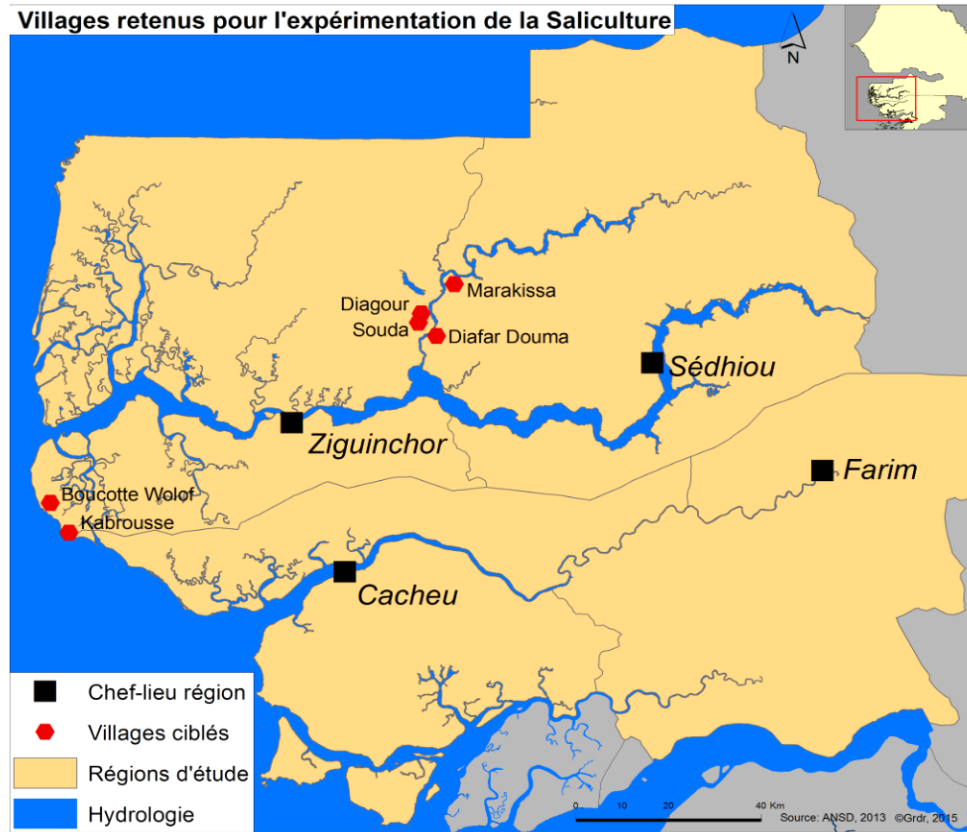 Villages retenus pour l'expérimentation de la Saliculture
N
Marakissa
Diagour
Souda
Diafar Douma
Sédhiou
Ziguinchor
Farim
Boucotte Wolof
Kabrousse
Cacheu
Chef-lieu région
Villages ciblés
Régions d'étude
Hydrologie
0 10 20 40 Km
Source: ANSD, 2013 ©Grdr, 2015